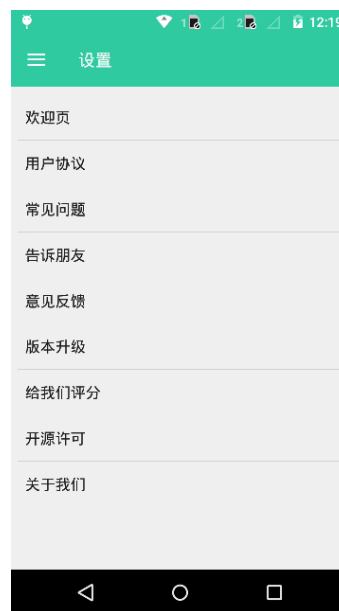 1 2 12:19
设置
欢迎页
用户协议
常见问题
告诉朋友
意见反馈
版本升级
给我们评分
开源许可
关于我们